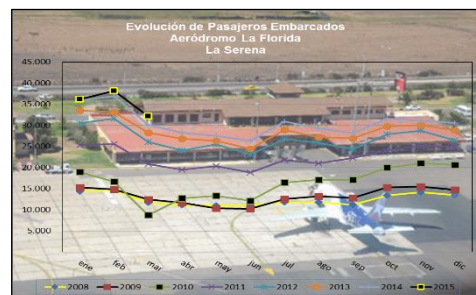 Evolución de Pasajeros Embarcados
Aeródromo La Florida
La Serena
45.000
40.000
35.000
30.000
25.000
20.000
15.000
10.000
5.000
ene
feb
mar
abr
may
jun
jul
ago
sep
oct
nov
dic
2008
2009
2010
2011
2012
2013
2014
2015